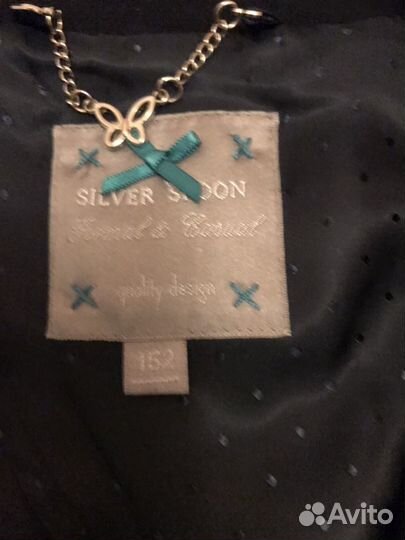 SILVER SPOON
Formal & Casual
quality design
152
Avito